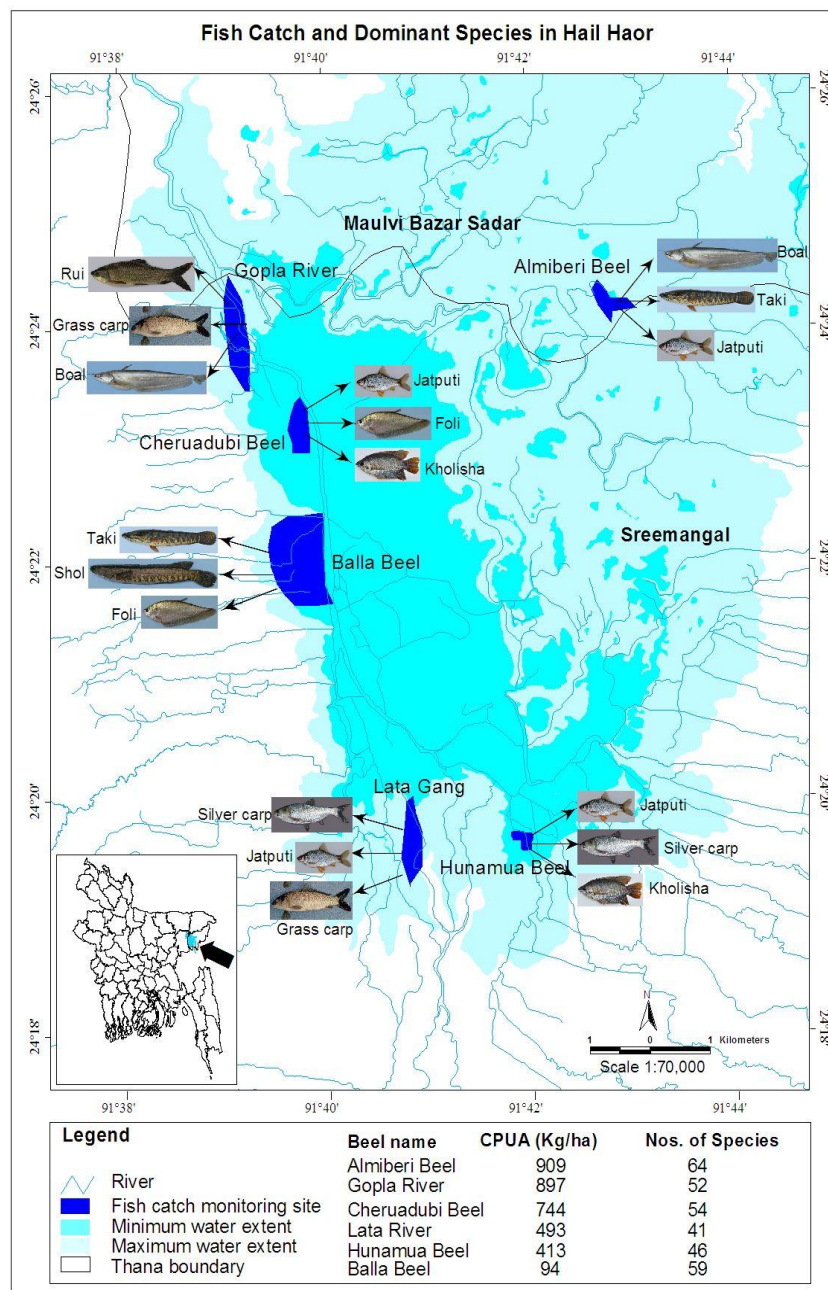 Fish Catch and Dominant Species in Hail Haor
91°38' 91°40' 91°42' 91°44'
24°26' 24°26'
Maulvi Bazar Sadar
Gopla River
Almiberi Beel
Boal
Rui
Taki
Grass carp
24°24' 24°24'
Jatputi
Boal
Jatputi
Foli
Cheruadubi Beel
Kholisha
Sreemangal
Taki
24°22' 24°22'
Balla Beel
Shol
Foli
24°20' 24°20'
Lata Gang
Silver carp
Jatputi
Jatputi
Silver carp
Hunamua Beel
Kholisha
Grass carp
N
24°18' 24°18'
1 0 1 Kilometers
Scale 1:70,000
91°38' 91°40' 91°42' 91°44'
Legend
River
Fish catch monitoring site
Minimum water extent
Maximum water extent
Thana boundary
Beel name CPUA (Kg/ha) Nos. of Species
Almiberi Beel 909 64
Gopla River 897 52
Cheruadubi Beel 744 54
Lata River 493 41
Hunamua Beel 413 46
Balla Beel 94 59